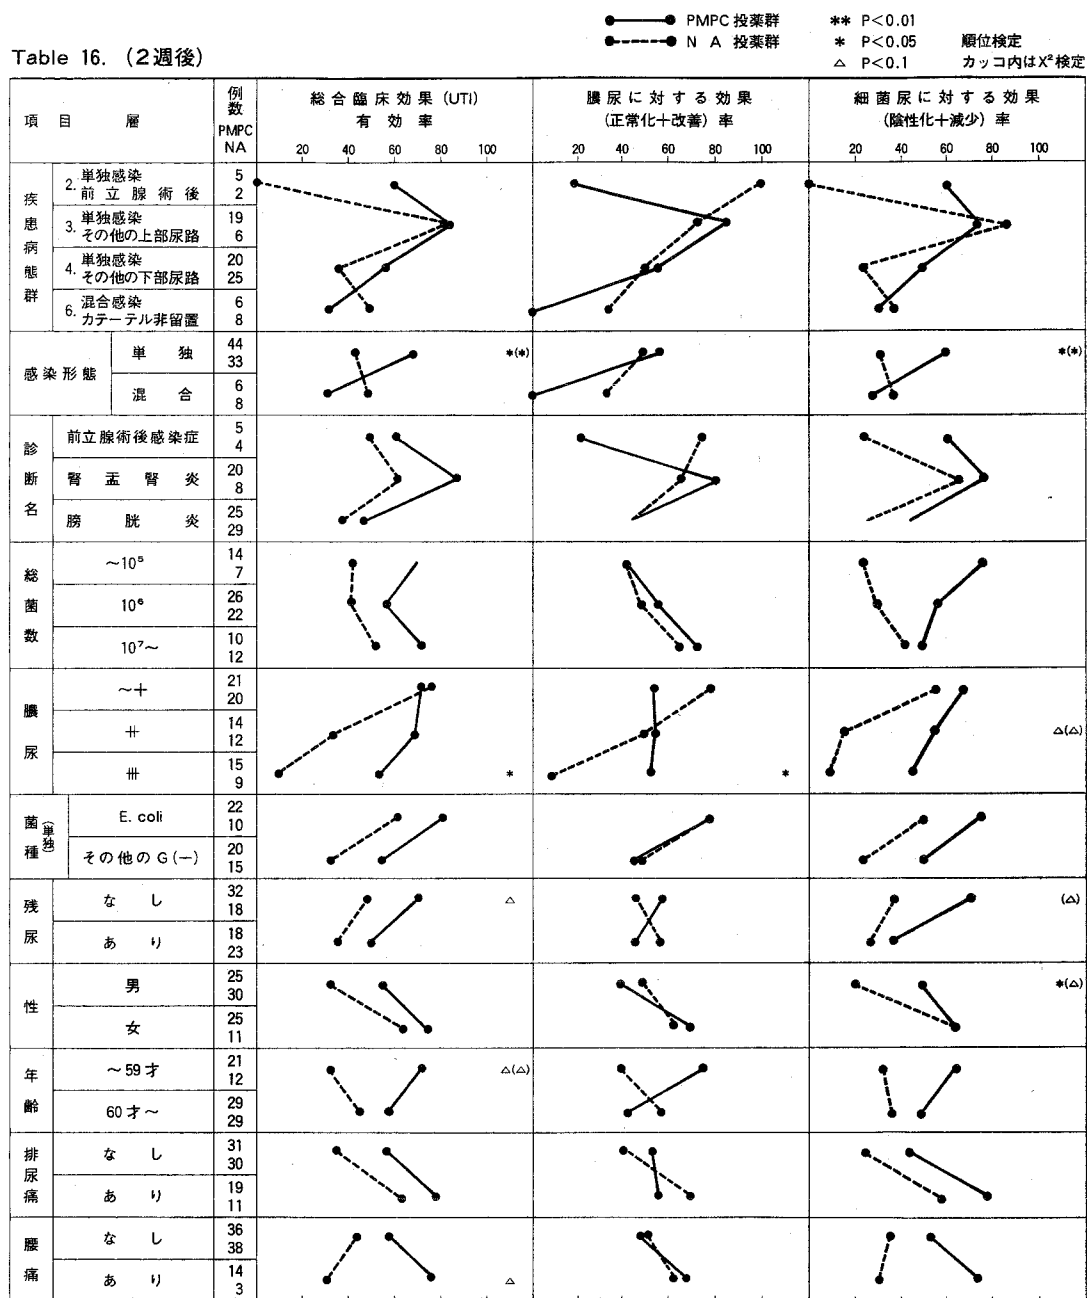 PMPC 投薬群 ** P<0.01
N A 投薬群 * P<0.05 順位検定
△ P<0.1 カッコ内はX²検定
Table 16. (2週後)
項目 層 例数 PMPC NA
総合臨床効果 (UTI) 有効率
膿尿に対する効果 (正常化+改善) 率
細菌尿に対する効果 (陰性化+減少) 率
20 40 60 80 100 20 40 60 80 100 20 40 60 80 100
疾患病態群
2. 単独感染 前立腺術後 5 2
3. 単独感染 その他の上部尿路 19 6
4. 単独感染 その他の下部尿路 20 25
6. 混合感染 カテーテル非留置 6 8
感染形態
単独 44 33 *(*) *(*)
混合 6 8
診断名
前立腺術後感染症 5 4
腎盂腎炎 20 8
膀胱炎 25 29
総菌数
~10⁵ 14 7
10⁶ 26 22
10⁷~ 10 12
膿尿
~+ 21 20
++ 14 12 △(△)
+++ 15 9 * *
菌種 (単独)
E. coli 22 10
その他のG(-) 20 15
残尿
なし 32 18 △ (△)
あり 18 23
性
男 25 30 *(△)
女 25 11
年齢
~59才 21 12 △(△)
60才~ 29 29
排尿痛
なし 31 30
あり 19 11
腰痛
なし 36 38
あり 14 3 △